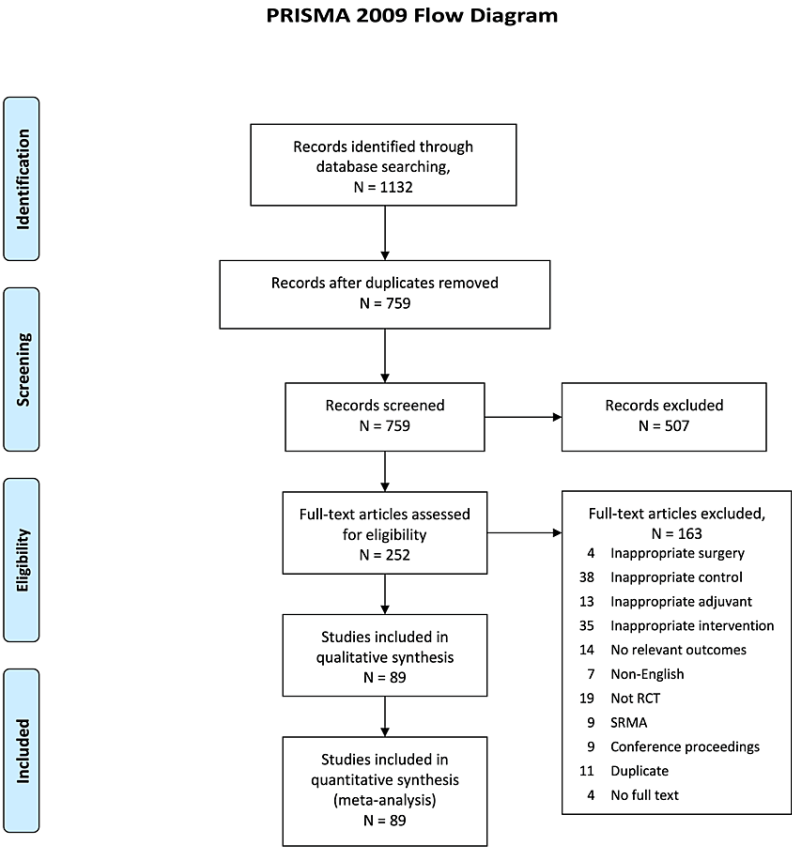 PRISMA 2009 Flow Diagram
Identification
Records identified through
database searching,
N = 1132
Records after duplicates removed
N = 759
Screening
Records screened
N = 759
Records excluded
N = 507
Eligibility
Full-text articles assessed
for eligibility
N = 252
Full-text articles excluded,
N = 163
4 Inappropriate surgery
38 Inappropriate control
13 Inappropriate adjuvant
35 Inappropriate intervention
14 No relevant outcomes
7 Non-English
19 Not RCT
9 SRMA
9 Conference proceedings
11 Duplicate
4 No full text
Studies included in
qualitative synthesis
N = 89
Included
Studies included in
quantitative synthesis
(meta-analysis)
N = 89